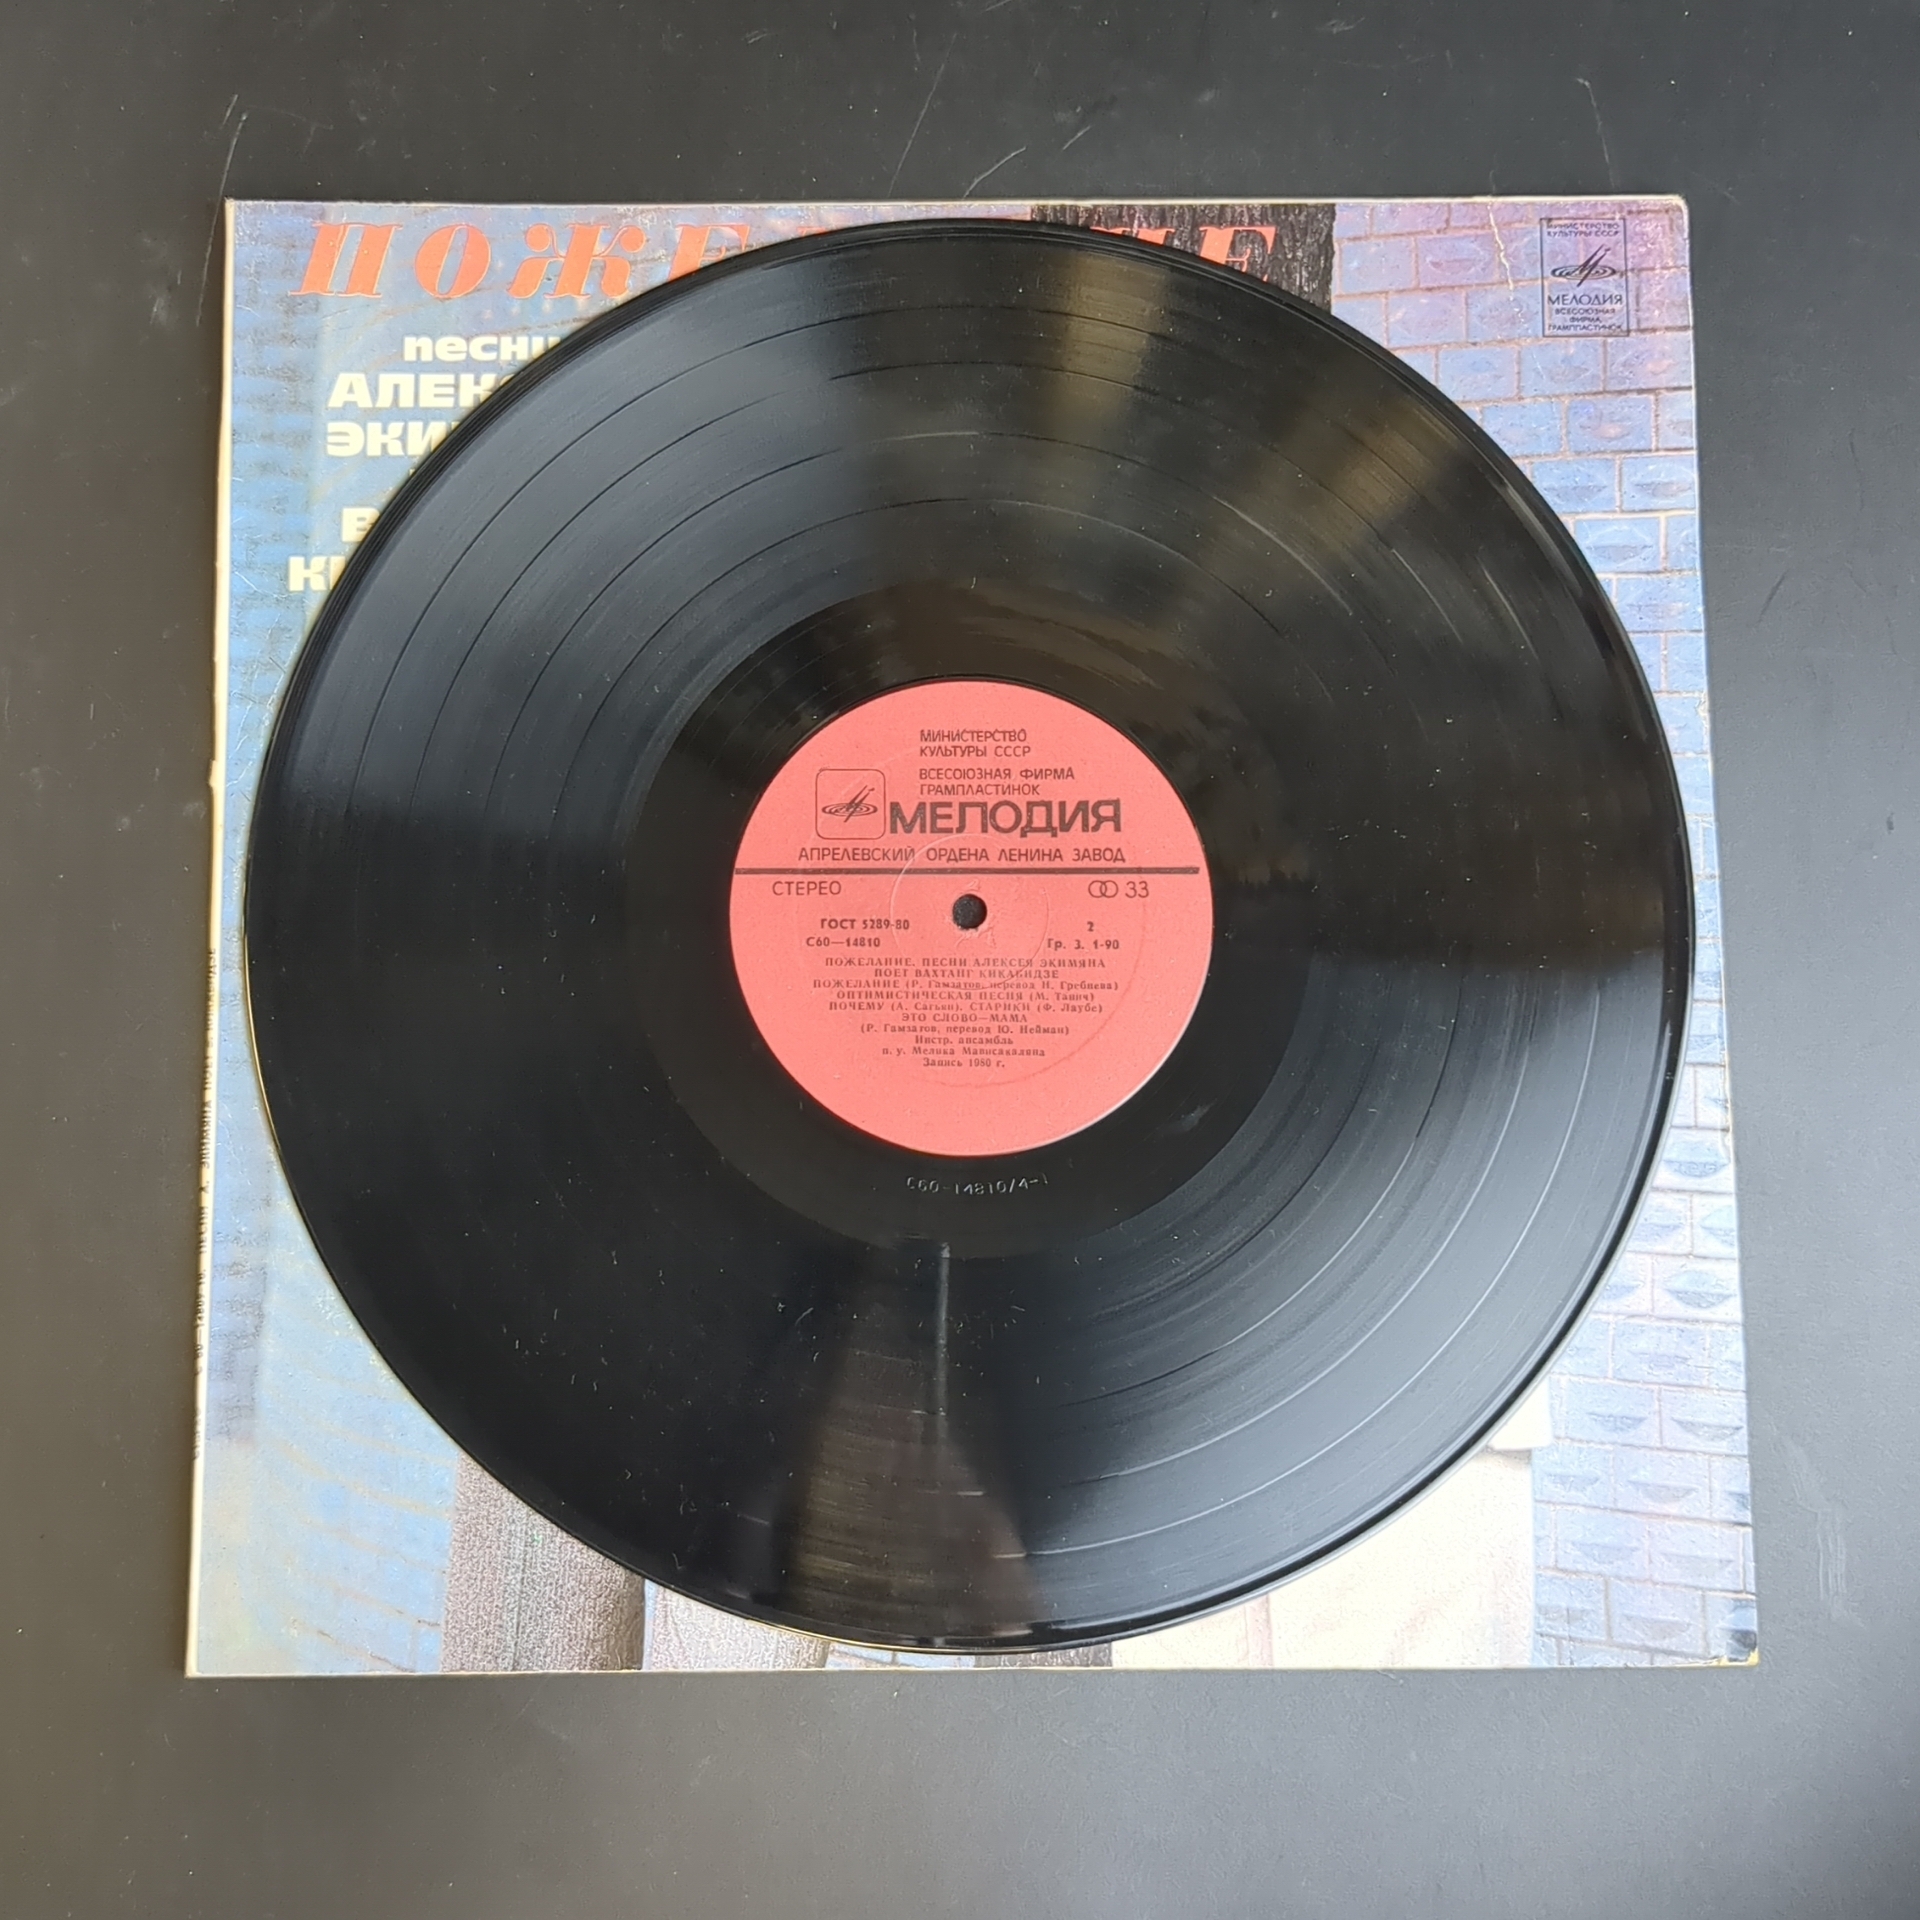 ПОЖЕ
песни
МИНИСТЕРСТВО
КУЛЬТУРЫ СССР
МЕЛОДИЯ
ВСЕСОЮЗНАЯ
ФИРМА
ГРАМПЛАСТИНОК
МИНИСТЕРСТВО
КУЛЬТУРЫ СССР
ВСЕСОЮЗНАЯ ФИРМА
ГРАМПЛАСТИНОК
МЕЛОДИЯ
АПРЕЛЕВСКИЙ ОРДЕНА ЛЕНИНА ЗАВОД
СТЕРЕО 33
ГОСТ 5289-80 2
С60—14810 Гр. 3. 1-90
ПОЖЕЛАНИЕ. ПЕСНИ АЛЕКСЕЯ ЭКИМЯНА
ПОЕТ ВАХТАНГ КИКАБИДЗЕ
ПОЖЕЛАНИЕ (Р. Гамзатов, перевод Н. Гребнева)
ОПТИМИСТИЧЕСКАЯ ПЕСНЯ (М. Танич)
ПОЧЕМУ (А. Сагьян). СТАРИКИ (Ф. Лаубе)
ЭТО СЛОВО—МАМА
(Р. Гамзатов, перевод Ю. Нейман)
Инстр. ансамбль
п. у. Мелика Мависакаляна
Запись 1980 г.
С60-14810/4-1